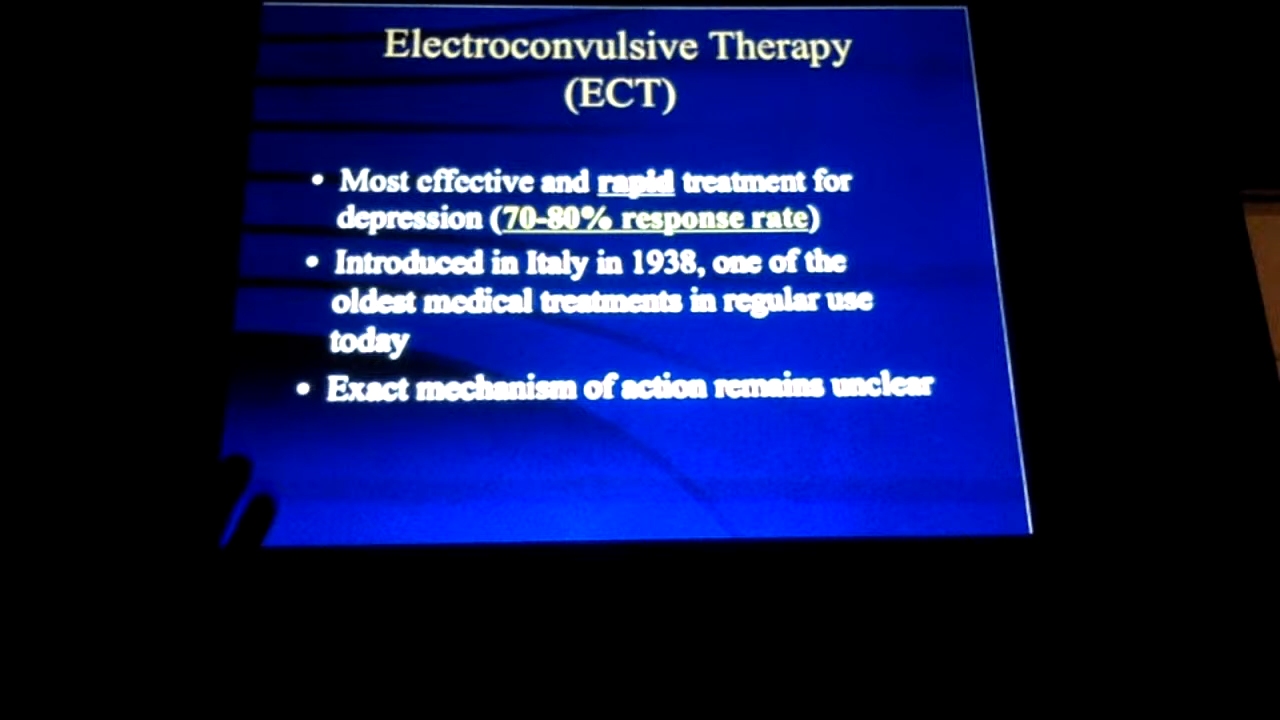 Electroconvulsive Therapy
(ECT)
• Most effective and rapid treatment for
depression (70-80% response rate)
• Introduced in Italy in 1938, one of the
oldest medical treatments in regular use
today
• Exact mechanism of action remains unclear